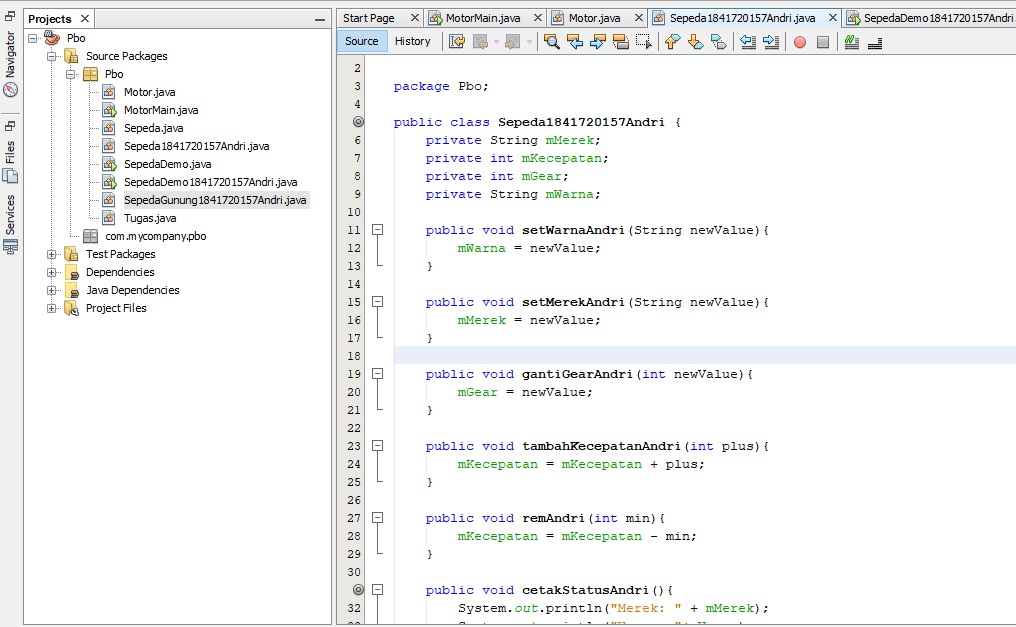 Projects
Start Page
MotorMain.java
Motor.java
Sepeda1841720157Andri.java
SepedaDemo1841720157Andri
Source
History
Navigator
Files
Services
Pbo
Source Packages
Pbo
Motor.java
MotorMain.java
Sepeda.java
Sepeda1841720157Andri.java
SepedaDemo.java
SepedaDemo1841720157Andri.java
SepedaGunung1841720157Andri.java
Tugas.java
com.mycompany.pbo
Test Packages
Dependencies
Java Dependencies
Project Files
2
3 package Pbo;
4
public class Sepeda1841720157Andri {
6 private String mMerek;
7 private int mKecepatan;
8 private int mGear;
9 private String mWarna;
10
11 public void setWarnaAndri(String newValue){
12 mWarna = newValue;
13 }
14
15 public void setMerekAndri(String newValue){
16 mMerek = newValue;
17 }
18
19 public void gantiGearAndri(int newValue){
20 mGear = newValue;
21 }
22
23 public void tambahKecepatanAndri(int plus){
24 mKecepatan = mKecepatan + plus;
25 }
26
27 public void remAndri(int min){
28 mKecepatan = mKecepatan - min;
29 }
30
public void cetakStatusAndri(){
32 System.out.println("Merek: " + mMerek);